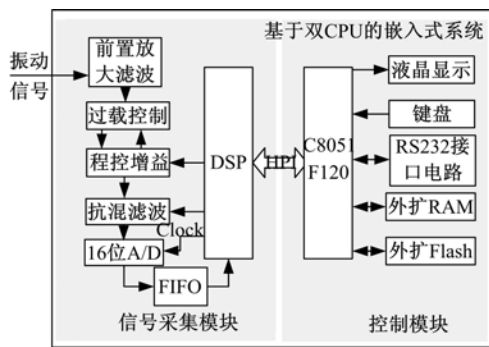 基于双CPU的嵌入式系统
振动
信号
前置放
大滤波
过载控制
程控增益
抗混滤波
Clock
16位A/D
FIFO
DSP
HPI
C8051
F120
液晶显示
键盘
RS232接
口电路
外扩RAM
外扩Flash
信号采集模块
控制模块